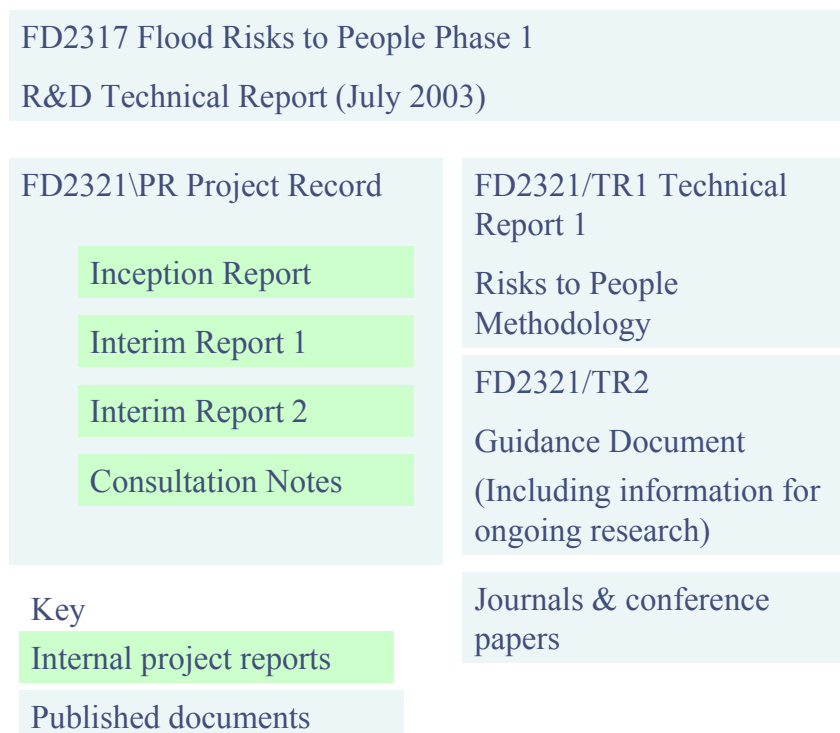 FD2317 Flood Risks to People Phase 1
R&D Technical Report (July 2003)
FD2321\PR Project Record
Inception Report
Interim Report 1
Interim Report 2
Consultation Notes
FD2321/TR1 Technical
Report 1
Risks to People
Methodology
FD2321/TR2
Guidance Document
(Including information for
ongoing research)
Journals & conference
papers
Key
Internal project reports
Published documents